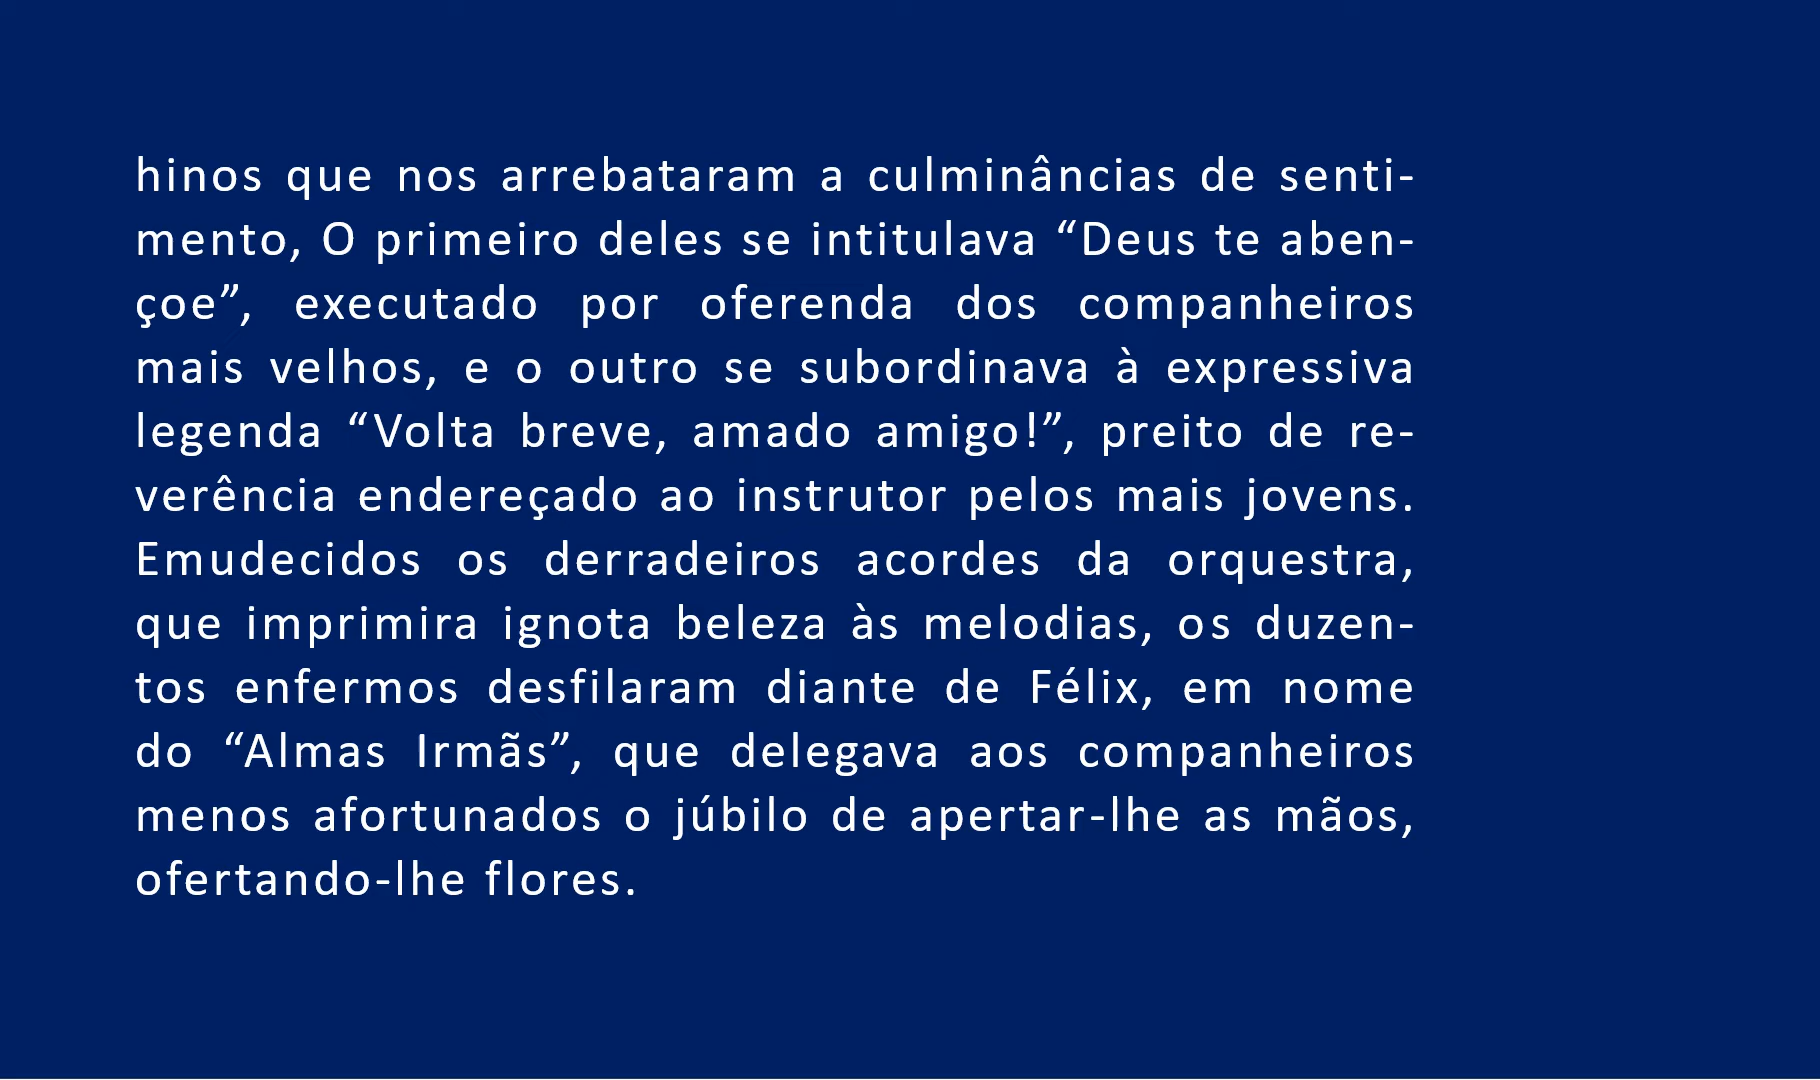 hinos que nos arrebataram a culminâncias de senti-
mento, O primeiro deles se intitulava “Deus te aben-
çoe”, executado por oferenda dos companheiros
mais velhos, e o outro se subordinava à expressiva
legenda “Volta breve, amado amigo!”, preito de re-
verência endereçado ao instrutor pelos mais jovens.
Emudecidos os derradeiros acordes da orquestra,
que imprimira ignota beleza às melodias, os duzen-
tos enfermos desfilaram diante de Félix, em nome
do “Almas Irmãs”, que delegava aos companheiros
menos afortunados o júbilo de apertar-lhe as mãos,
ofertando-lhe flores.